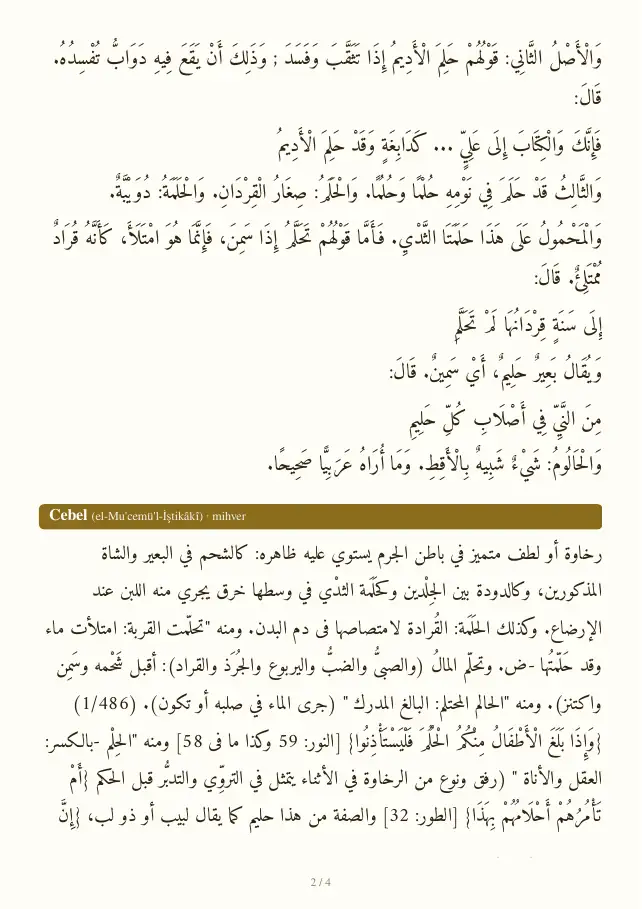 وَالْأَصْلُ الثَّانِي: قَوْلُهُمْ حَلِمَ الْأَدِيمُ إِذَا تَثَقَّبَ وَفَسَدَ ; وَذَلِكَ أَنْ يَقَعَ فِيهِ دَوَابُّ تُفْسِدُهُ.
قَالَ:
فَإِنَّكَ وَالْكِتَابَ إِلَى عَلِيٍّ ... كَدَابِغَةٍ وَقَدْ حَلِمَ الْأَدِيمُ
وَالثَّالِثُ قَدْ حَلَمَ فِي نَوْمِهِ حُلْمًا وَحُلُمًا. وَالْحَلَمُ: صِغَارُ الْقِرْدَانِ. وَالْحَلَمَةُ: دُوَيْبَّةٌ.
وَالْمَحْمُولُ عَلَى هَذَا حَلَمَتَا الثَّدْيِ. فَأَمَّا قَوْلُهُمْ تَحَلَّمَ إِذَا سَمِنَ، فَإِنَّمَا هُوَ امْتَلَأَ، كَأَنَّهُ قُرَادٌ
مُمْتَلِئٌ. قَالَ:
إِلَى سَنَةٍ قِرْدَانُهَا لَمْ تَحَلَّمِ
وَيُقَالُ بَعِيرٌ حَلِيمٌ، أَيْ سَمِينٌ. قَالَ:
مِنَ النَّيِّ فِي أَصْلَابِ كُلِّ حَلِيمِ
وَالْحَالُومُ: شَيْءٌ شَبِيهٌ بِالْأَقِطِ. وَمَا أُرَاهُ عَرَبِيًّا صَحِيحًا.
Cebel (el-Mu'cemü'l-İştikâkî) · mihver
رخاوة أو لطف متميز في باطن الجرم يستوي عليه ظاهره: كالشحم في البعير والشاة
المذكورين، وكالدودة بين الجِلْدين وكحَلَمة الثدْي في وسطها خرق يجري منه اللبن عند
الإرضاع. وكذلك الحَلَمَة: القُرادة لامتصاصها فى دم البدن. ومنه "تحلّمت القربة: امتلأت ماء
وقد حَلّمتُها -ض. وتحلّم المالُ (والصبيُّ والضبُّ واليربوع والجُرَذ والقراد): أقبل شَحْمه وسَمِن
واكتنز). ومنه "الحالم المحتلم: البالغ المدرك " (جرى الماء في صلبه أو تكون). (1/486)
{وَإِذَا بَلَغَ الْأَطْفَالُ مِنْكُمُ الْحُلُمَ فَلْيَسْتَأْذِنُوا} [النور: 59 وكذا ما فى 58] ومنه "الحِلْم -بالكسر:
العقل والأناة " (رفق ونوع من الرخاوة في الأثناء يتمثل في التروّي والتدبُّر قبل الحكم {أَمْ
تَأْمُرُهُمْ أَحْلَامُهُمْ بِهَذَا} [الطور: 32] والصفة من هذا حليم كما يقال لبيب أو ذو لب، {إِنَّ
2 / 4